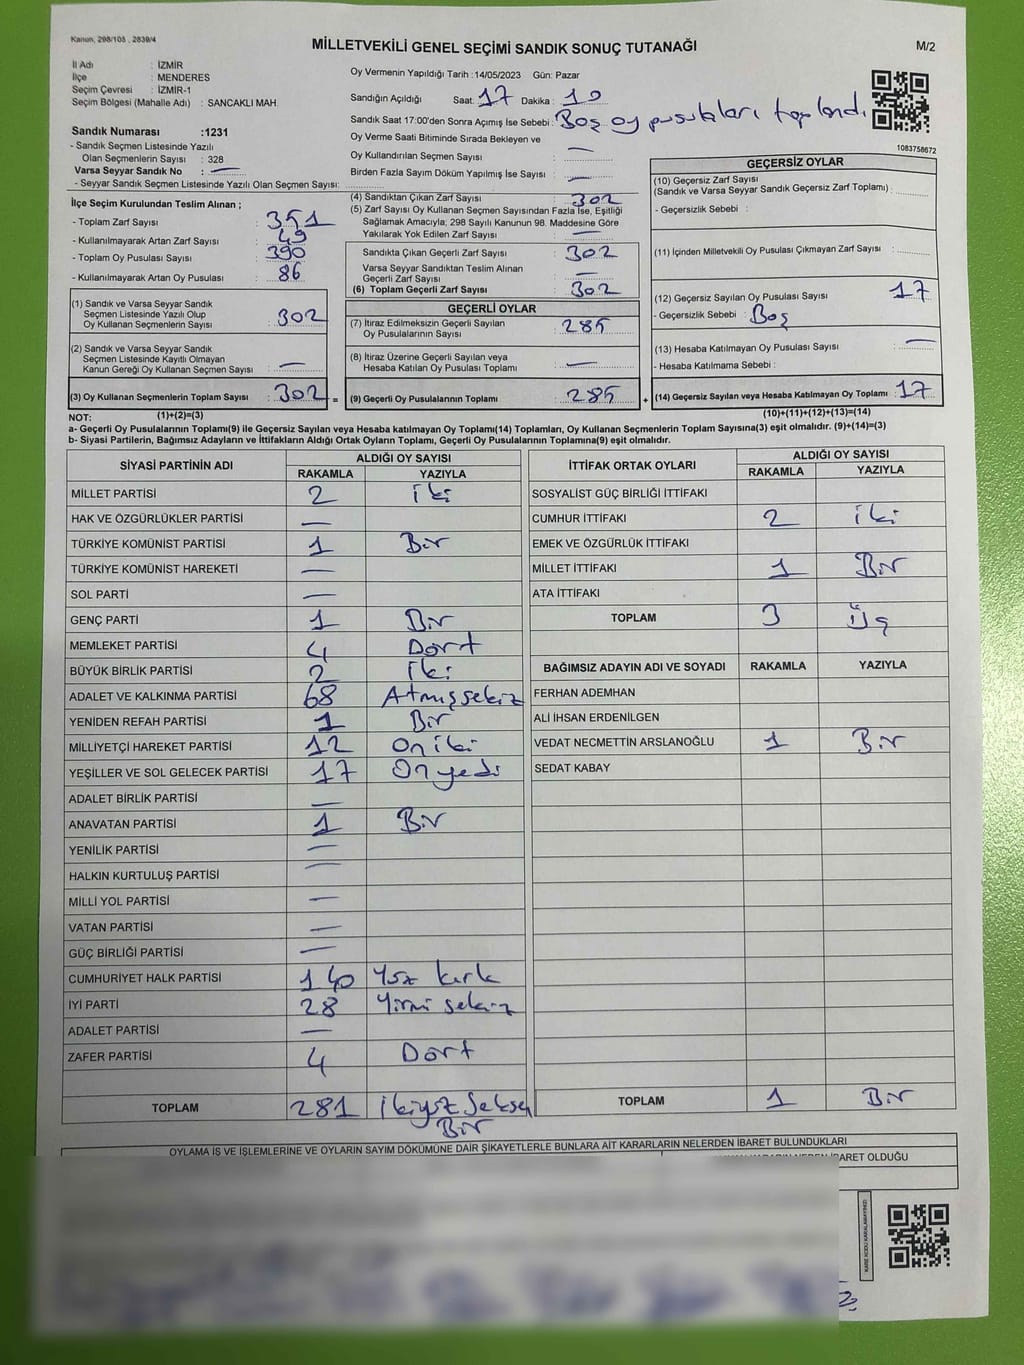 Kanun, 298/105 , 2839/4
MİLLETVEKİLİ GENEL SEÇİMİ SANDIK SONUÇ TUTANAĞI
M/2
İl Adı : İZMİR
İlçe : MENDERES
Seçim Çevresi : İZMİR-1
Seçim Bölgesi (Mahalle Adı) : SANCAKLI MAH.
Sandık Numarası :1231
- Sandık Seçmen Listesinde Yazılı
Olan Seçmenlerin Sayısı : 328
Varsa Seyyar Sandık No : —
- Seyyar Sandık Seçmen Listesinde Yazılı Olan Seçmen Sayısı:
Oy Vermenin Yapıldığı Tarih :14/05/2023 Gün: Pazar
Sandığın Açıldığı Saat: 17 Dakika : 10
Sandık Saat 17:00'den Sonra Açımış İse Sebebi : Boş oy pusulaları toplandı
Oy Verme Saati Bitiminde Sırada Bekleyen ve
Oy Kullandırılan Seçmen Sayısı : —
Birden Fazla Sayım Döküm Yapılmış İse Sayısı : —
1083758672
İlçe Seçim Kurulundan Teslim Alınan ;
- Toplam Zarf Sayısı : 351
- Kullanılmayarak Artan Zarf Sayısı : 49
- Toplam Oy Pusulası Sayısı : 390
- Kullanılmayarak Artan Oy Pusulası : 86
(1) Sandık ve Varsa Seyyar Sandık
Seçmen Listesinde Yazılı Olup
Oy Kullanan Seçmenlerin Sayısı : 302
(2) Sandık ve Varsa Seyyar Sandık
Seçmen Listesinde Kayıtlı Olmayan
Kanun Gereği Oy Kullanan Seçmen Sayısı : —
(3) Oy Kullanan Seçmenlerin Toplam Sayısı : 302 =
(4) Sandıktan Çıkan Zarf Sayısı : 302
(5) Zarf Sayısı Oy Kullanan Seçmen Sayısından Fazla İse, Eşitliği
Sağlamak Amacıyla; 298 Sayılı Kanunun 98. Maddesine Göre
Yakılarak Yok Edilen Zarf Sayısı : —
Sandıkta Çıkan Geçerli Zarf Sayısı : 302
Varsa Seyyar Sandıktan Teslim Alınan
Geçerli Zarf Sayısı : —
(6) Toplam Geçerli Zarf Sayısı : 302
GEÇERLİ OYLAR
(7) İtiraz Edilmeksizin Geçerli Sayılan
Oy Pusulalarının Sayısı : 285
(8) İtiraz Üzerine Geçerli Sayılan veya
Hesaba Katılan Oy Pusulası Toplamı : —
(9) Geçerli Oy Pusulalarının Toplamı : 285 +
GEÇERSİZ OYLAR
(10) Geçersiz Zarf Sayısı
(Sandık ve Varsa Seyyar Sandık Geçersiz Zarf Toplamı) :
- Geçersizlik Sebebi :
(11) İçinden Milletvekili Oy Pusulası Çıkmayan Zarf Sayısı :
(12) Geçersiz Sayılan Oy Pusulası Sayısı : 17
- Geçersizlik Sebebi : Boş
(13) Hesaba Katılmayan Oy Pusulası Sayısı : —
- Hesaba Katılmama Sebebi :
(14) Geçersiz Sayılan veya Hesaba Katılmayan Oy Toplamı : 17
NOT: (1)+(2)=(3) (10)+(11)+(12)+(13)=(14)
a- Geçerli Oy Pusulalarının Toplamı(9) ile Geçersiz Sayılan veya Hesaba katılmayan Oy Toplamı(14) Toplamları, Oy Kullanan Seçmenlerin Toplam Sayısına(3) eşit olmalıdır. (9)+(14)=(3)
b- Siyasi Partilerin, Bağımsız Adayların ve İttifakların Aldığı Ortak Oyların Toplamı, Geçerli Oy Pusulalarının Toplamına(9) eşit olmalıdır.
SİYASİ PARTİNİN ADI ALDIĞI OY SAYISI
RAKAMLA YAZIYLA
MİLLET PARTİSİ 2 iki
HAK VE ÖZGÜRLÜKLER PARTİSİ —
TÜRKİYE KOMÜNİST PARTİSİ 1 Bir
TÜRKİYE KOMÜNİST HAREKETİ —
SOL PARTİ —
GENÇ PARTİ 1 Bir
MEMLEKET PARTİSİ 4 Dört
BÜYÜK BİRLİK PARTİSİ 2 iki
ADALET VE KALKINMA PARTİSİ 68 Atmışsekiz
YENİDEN REFAH PARTİSİ 1 Bir
MİLLİYETÇİ HAREKET PARTİSİ 12 On iki
YEŞİLLER VE SOL GELECEK PARTİSİ 17 On yedi
ADALET BİRLİK PARTİSİ —
ANAVATAN PARTİSİ 1 Bir
YENİLİK PARTİSİ —
HALKIN KURTULUŞ PARTİSİ —
MİLLİ YOL PARTİSİ —
VATAN PARTİSİ —
GÜÇ BİRLİĞİ PARTİSİ —
CUMHURİYET HALK PARTİSİ 140 Yüz kırk
İYİ PARTİ 28 Yirmi sekiz
ADALET PARTİSİ —
ZAFER PARTİSİ 4 Dört
TOPLAM 281 ikiyüz Seksen
Bir
İTTİFAK ORTAK OYLARI ALDIĞI OY SAYISI
RAKAMLA YAZIYLA
SOSYALİST GÜÇ BİRLİĞİ İTTİFAKI
CUMHUR İTTİFAKI 2 iki
EMEK VE ÖZGÜRLÜK İTTİFAKI
MİLLET İTTİFAKI 1 Bir
ATA İTTİFAKI
TOPLAM 3 Üç
BAĞIMSIZ ADAYIN ADI VE SOYADI RAKAMLA YAZIYLA
FERHAN ADEMHAN
ALİ İHSAN ERDENİLGEN
VEDAT NECMETTİN ARSLANOĞLU 1 Bir
SEDAT KABAY
TOPLAM 1 Bir
OYLAMA İŞ VE İŞLEMLERİNE VE OYLARIN SAYIM DÖKÜMÜNE DAİR ŞİKAYETLERLE BUNLARA AİT KARARLARIN NELERDEN İBARET BULUNDUKLARI
OLDUĞU
KARE KODU KARALAMAYINIZ!